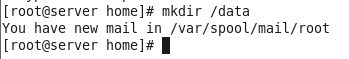 [root@server home]# mkdir /data
You have new mail in /var/spool/mail/root
[root@server home]#